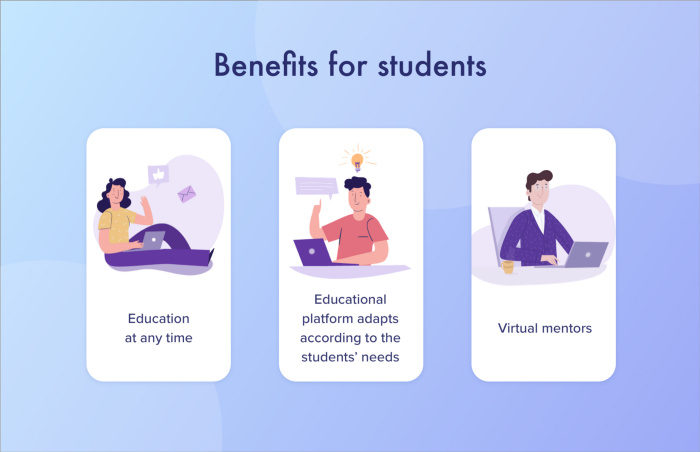 Benefits for students
Education
at any time
Educational
platform adapts
according to the
students’ needs
Virtual mentors